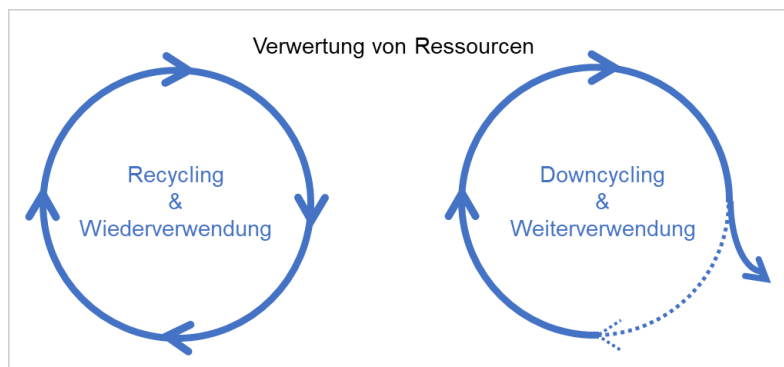 Verwertung von Ressourcen
Recycling
&
Wiederverwendung
Downcycling
&
Weiterverwendung